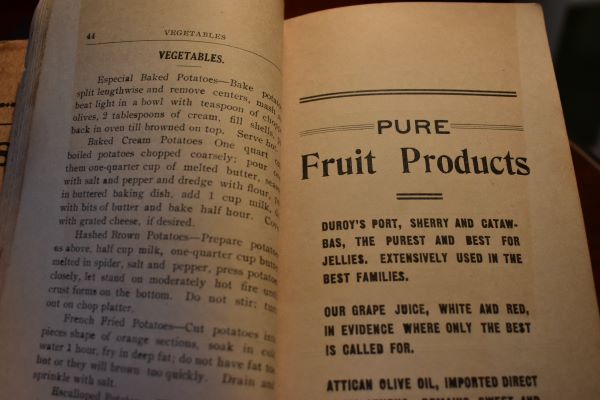 44 VEGETABLES
VEGETABLES.
Especial Baked Potatoes—Bake
split lengthwise and remove centers, mash
beat light in a bowl with teaspoon of
olives, 2 tablespoons of cream, fill shells,
back in oven till browned on top. Serve
Baked Cream Potatoes One quart
boiled potatoes chopped coarsely; pour
them one-quarter cup of melted butter,
with salt and pepper and dredge with flour,
in buttered baking dish, add 1 cup milk,
with bits of butter and bake half hour.
with grated cheese, if desired.
Hashed Brown Potatoes—Prepare
as above, half cup milk, one-quarter cup
melted in spider, salt and pepper, press
closely, let stand on moderately hot fire
crust forms on the bottom. Do not stir;
out on chop platter.
French Fried Potatoes—Cut potatoes
pieces shape of orange sections, soak in
water 1 hour, fry in deep fat; do not have fat
hot or they will brown too quickly. Drain and
sprinkle with salt.
Escalloped
PURE
Fruit Products
DUROY'S PORT, SHERRY AND CATAW-
BAS, THE PUREST AND BEST FOR
JELLIES. EXTENSIVELY USED IN THE
BEST FAMILIES.
OUR GRAPE JUICE, WHITE AND RED,
IN EVIDENCE WHERE ONLY THE BEST
IS CALLED FOR.
ATTICAN OLIVE OIL, IMPORTED DIRECT